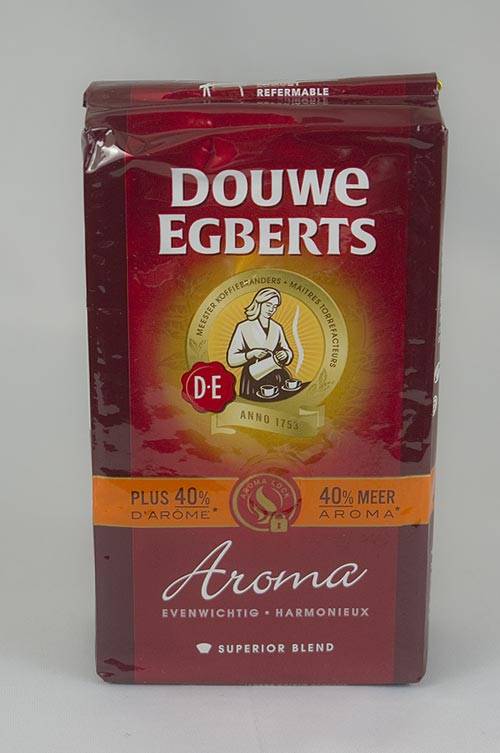 REFERMABLE
DOUWE
EGBERTS
MEESTER KOFFIEBRANDERS • MAITRES TORREFACTEURS
D·E
ANNO 1753
PLUS 40%
D'ARÔME*
AROMA LOCK
40% MEER
AROMA*
Aroma
EVENWICHTIG • HARMONIEUX
SUPERIOR BLEND